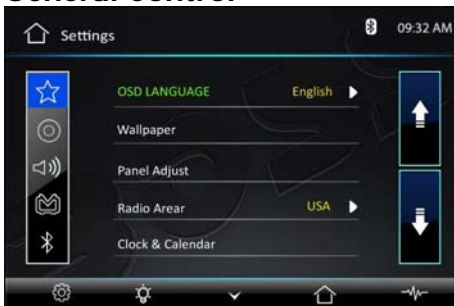 General control
Settings 09:32 AM
OSD LANGUAGE English
Wallpaper
Panel Adjust
Radio Arear USA
Clock & Calendar